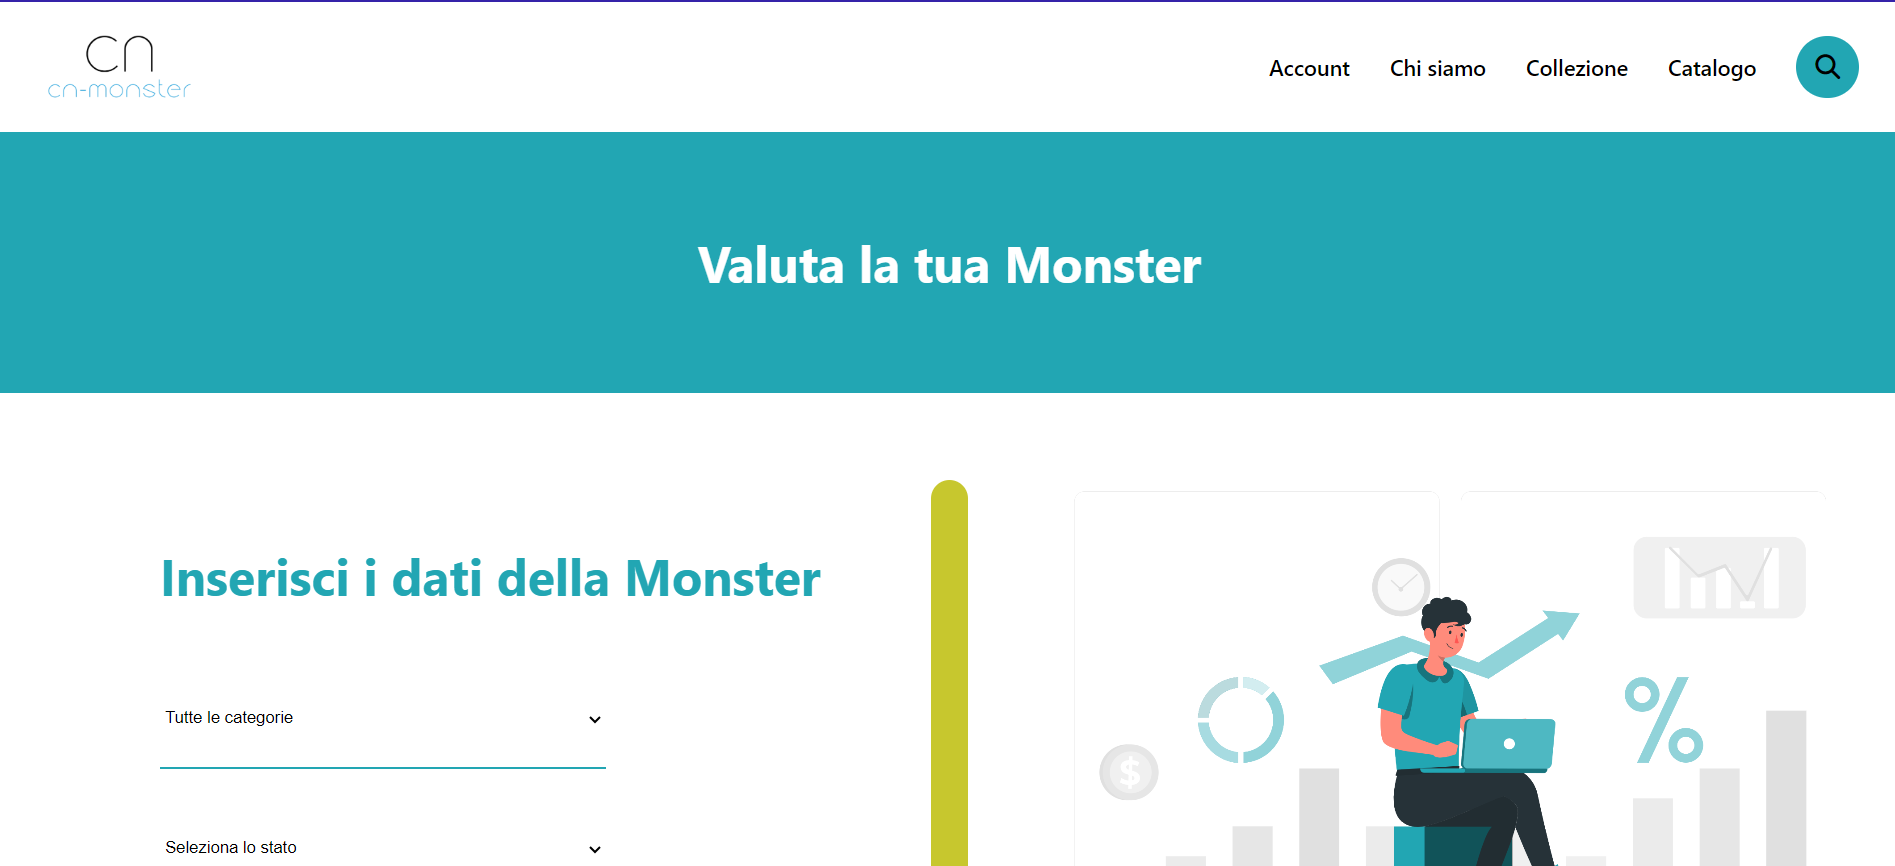 cn
cn-monster
Account
Chi siamo
Collezione
Catalogo
Valuta la tua Monster
Inserisci i dati della Monster
Tutte le categorie
Seleziona lo stato
$
%